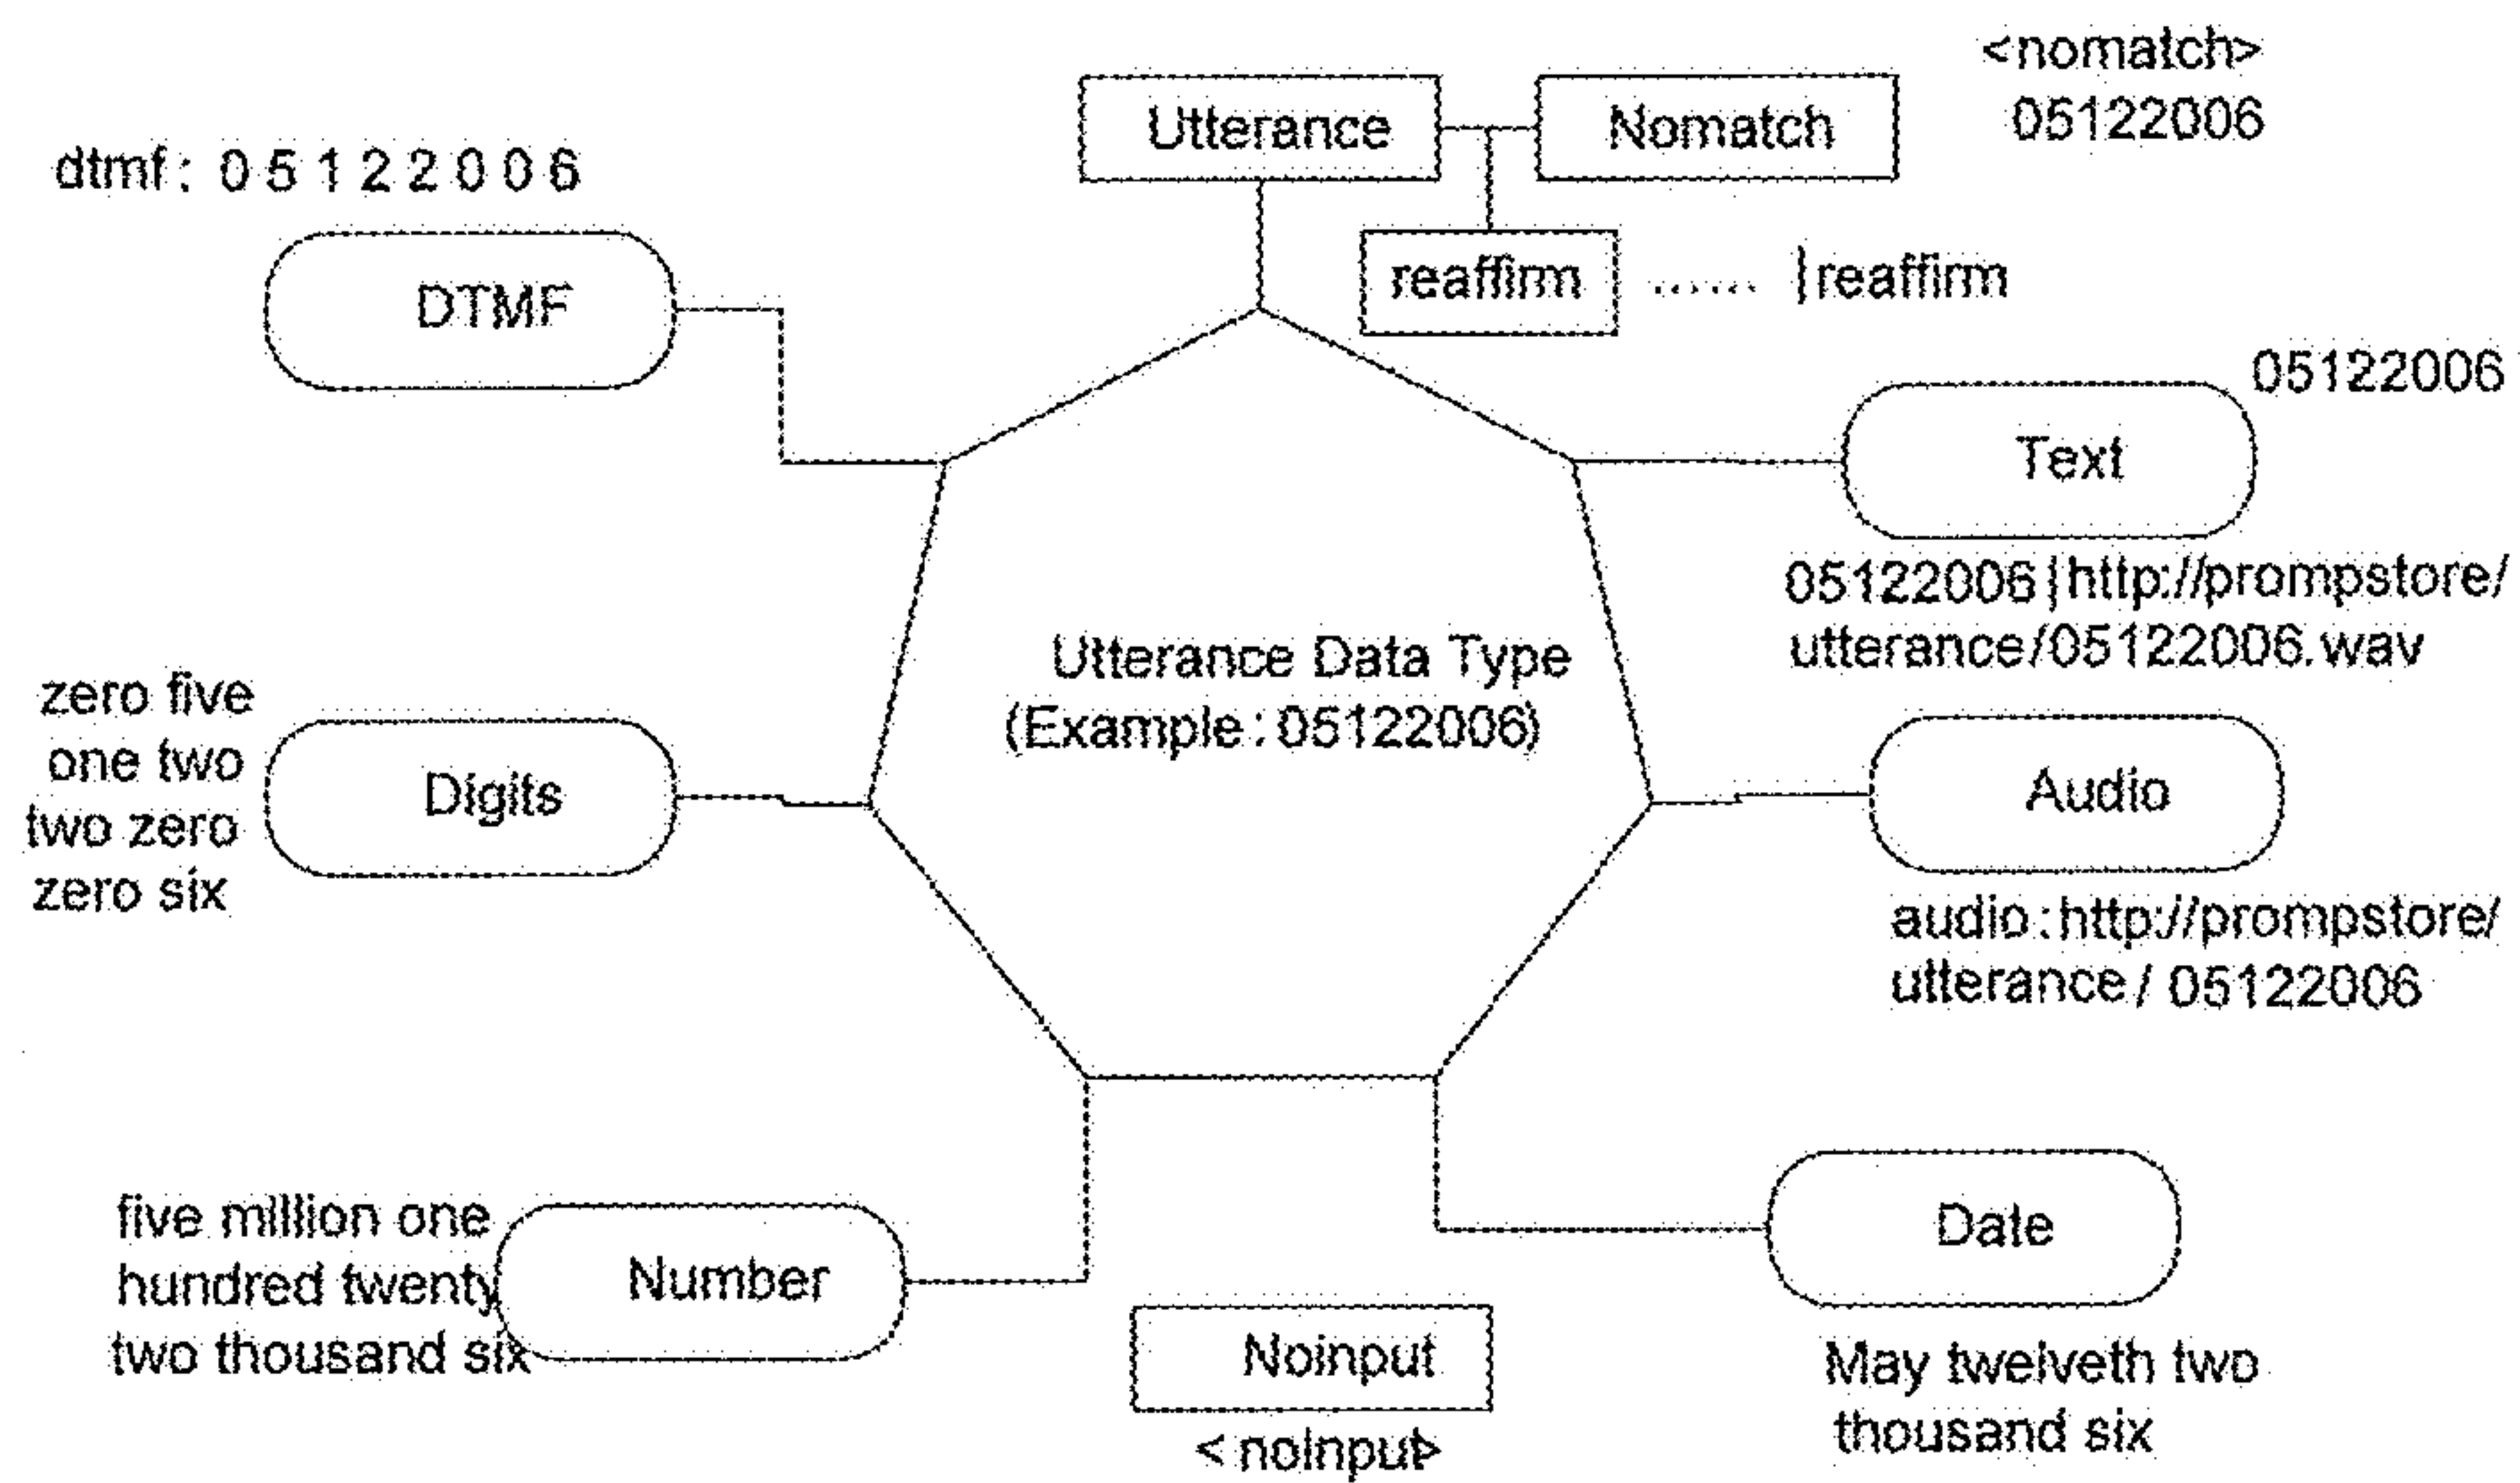 <nomatch>
05122006
Utterance
Nomatch
dtmf: 0 5 1 2 2 0 0 6
DTMF
reaffirm ...... |reaffirm
05122006
Text
05122006|http://prompstore/
utterance/05122006.wav
Utterance Data Type
(Example:05122006)
zero five
one two
two zero
zero six
Digits
Audio
audio:http://prompstore/
utterance/ 05122006
five million one
hundred twenty
two thousand six
Number
Date
May twelveth two
thousand six
Noinput
<noinput>